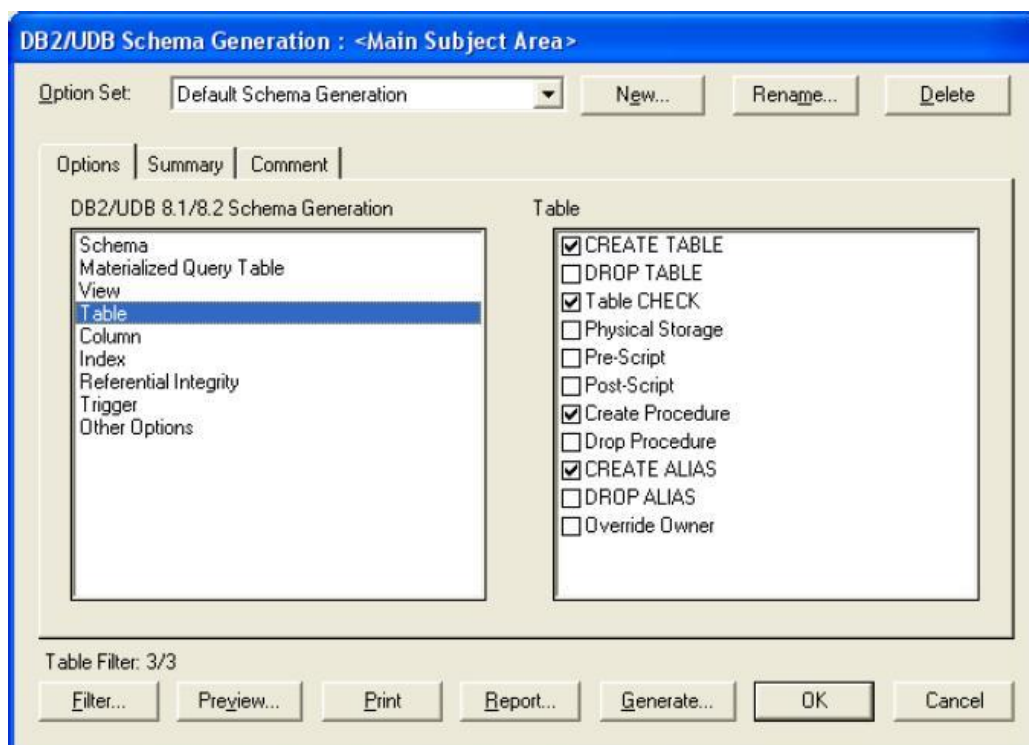 DB2/UDB Schema Generation : <Main Subject Area>
Option Set: Default Schema Generation New... Rename... Delete
Options Summary Comment
DB2/UDB 8.1/8.2 Schema Generation
Schema
Materialized Query Table
View
Table
Column
Index
Referential Integrity
Trigger
Other Options
Table
CREATE TABLE
DROP TABLE
Table CHECK
Physical Storage
Pre-Script
Post-Script
Create Procedure
Drop Procedure
CREATE ALIAS
DROP ALIAS
Override Owner
Table Filter: 3/3
Filter... Preview... Print Report... Generate... OK Cancel